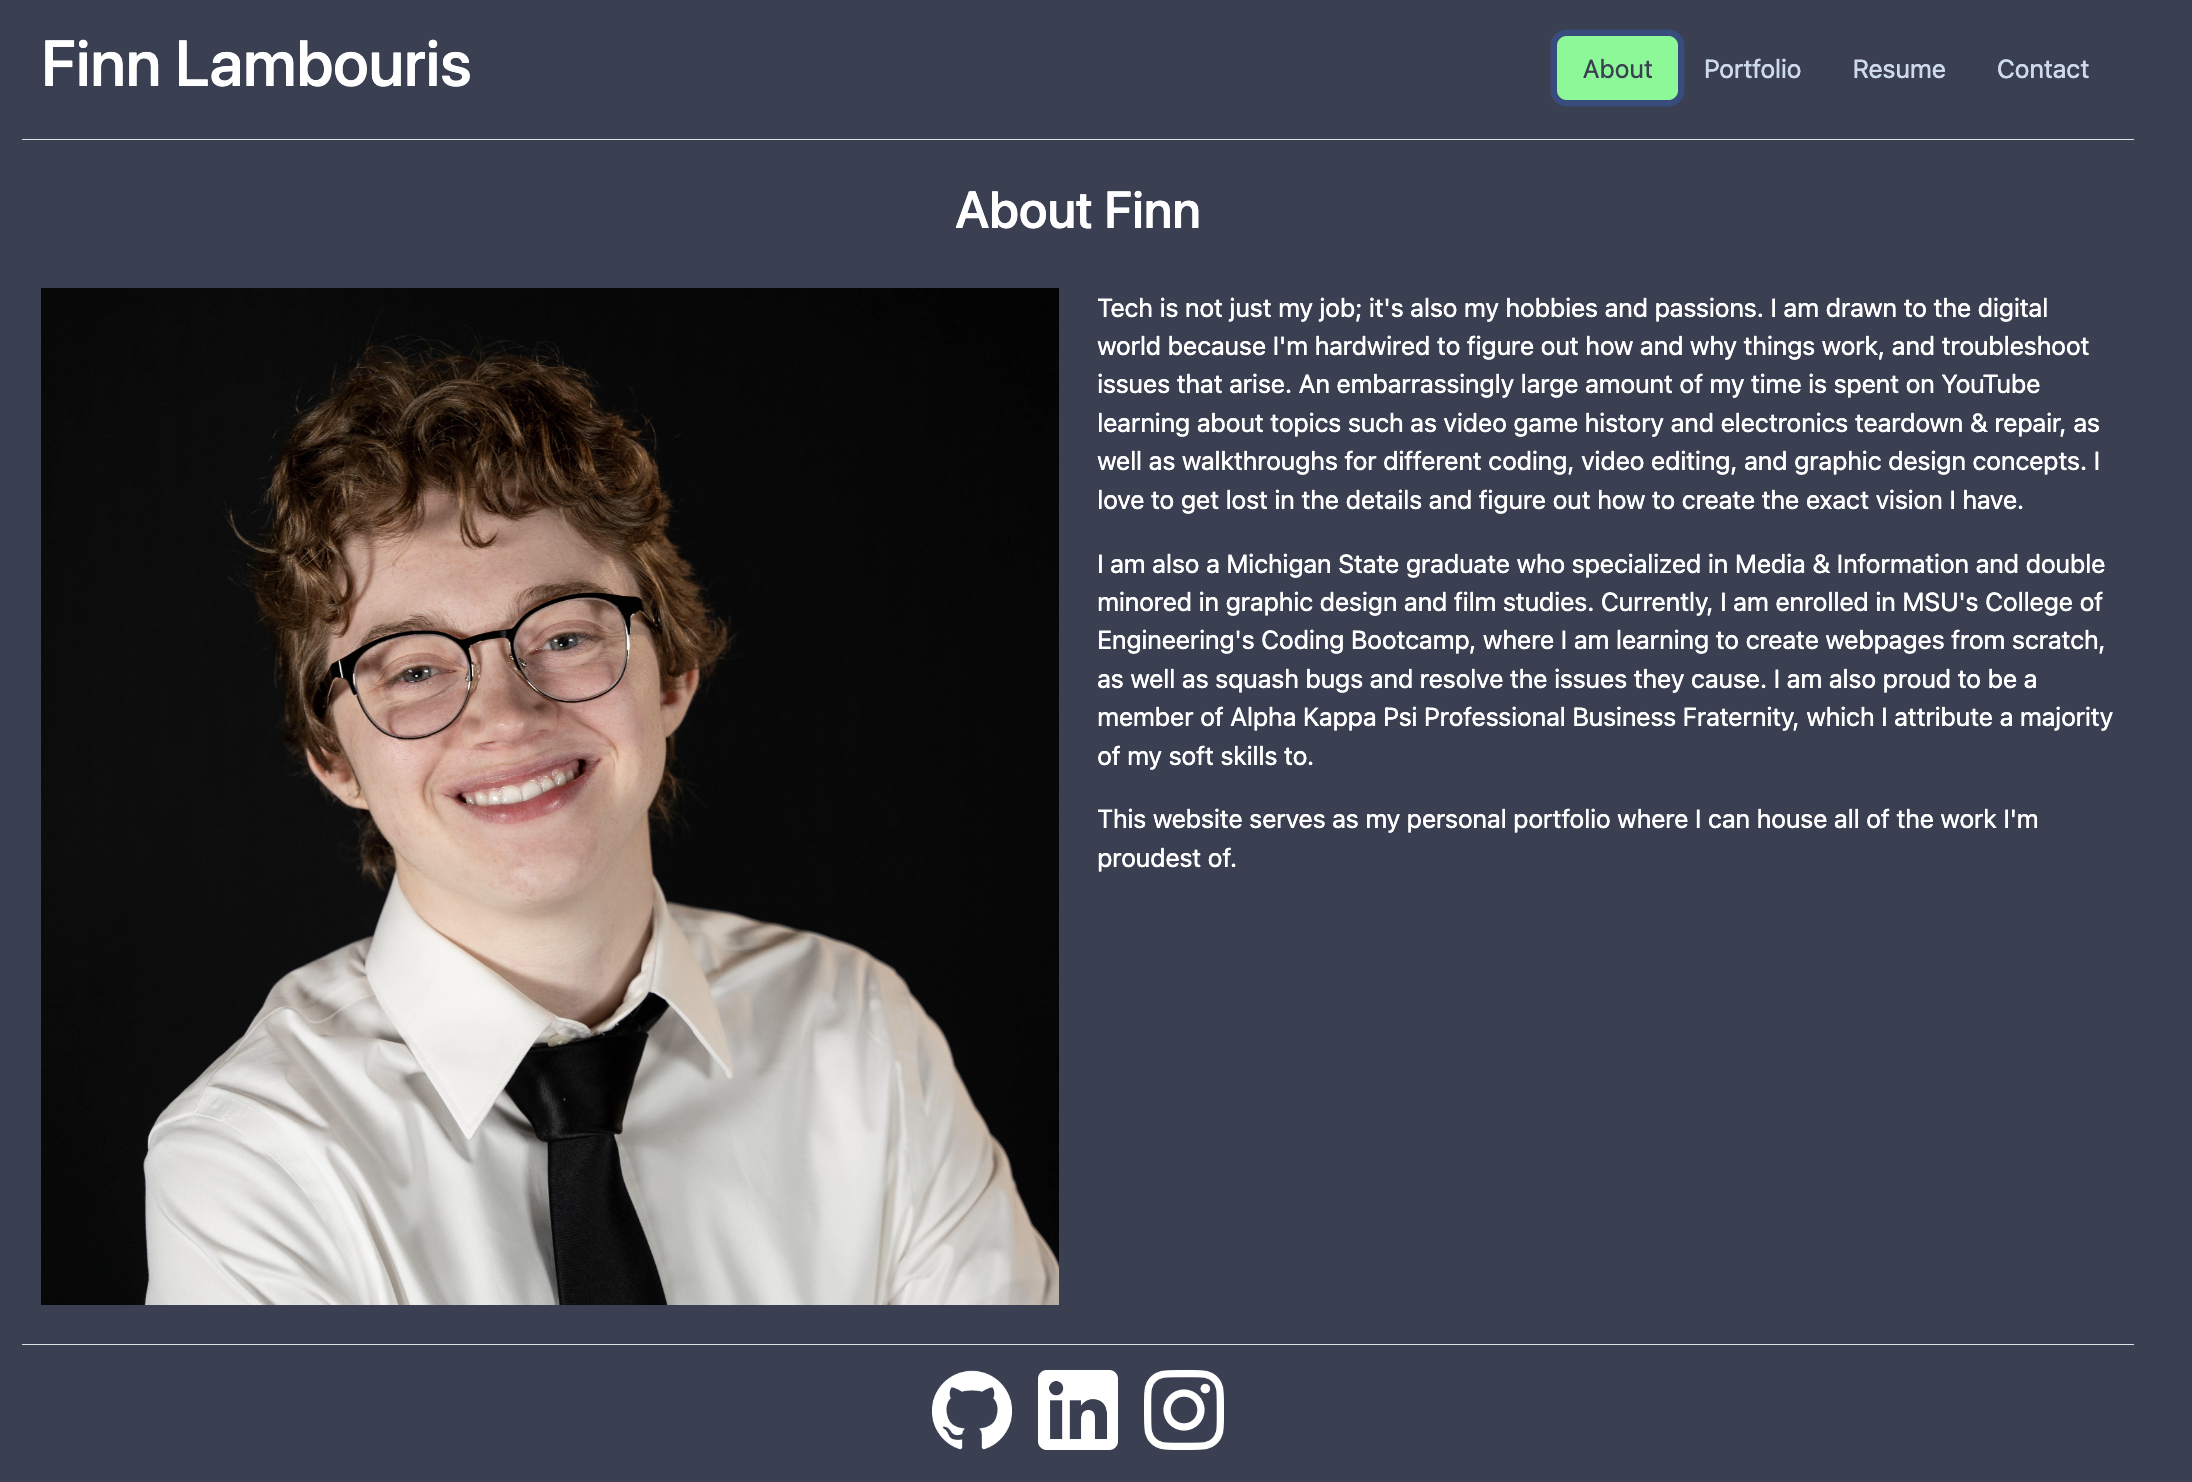 Finn Lambouris
About Portfolio Resume Contact
About Finn
Tech is not just my job; it's also my hobbies and passions. I am drawn to the digital
world because I'm hardwired to figure out how and why things work, and troubleshoot
issues that arise. An embarrassingly large amount of my time is spent on YouTube
learning about topics such as video game history and electronics teardown & repair, as
well as walkthroughs for different coding, video editing, and graphic design concepts. I
love to get lost in the details and figure out how to create the exact vision I have.
I am also a Michigan State graduate who specialized in Media & Information and double
minored in graphic design and film studies. Currently, I am enrolled in MSU's College of
Engineering's Coding Bootcamp, where I am learning to create webpages from scratch,
as well as squash bugs and resolve the issues they cause. I am also proud to be a
member of Alpha Kappa Psi Professional Business Fraternity, which I attribute a majority
of my soft skills to.
This website serves as my personal portfolio where I can house all of the work I'm
proudest of.
in